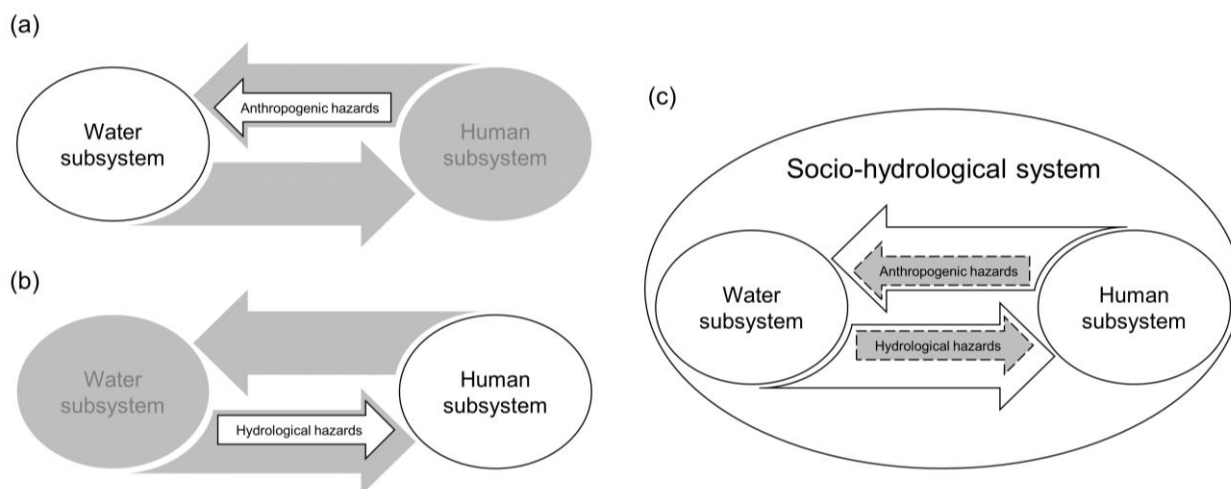 (a)
Water
subsystem
Anthropogenic hazards
Human
subsystem
(b)
Water
subsystem
Hydrological hazards
Human
subsystem
(c)
Socio-hydrological system
Water
subsystem
Anthropogenic hazards
Hydrological hazards
Human
subsystem